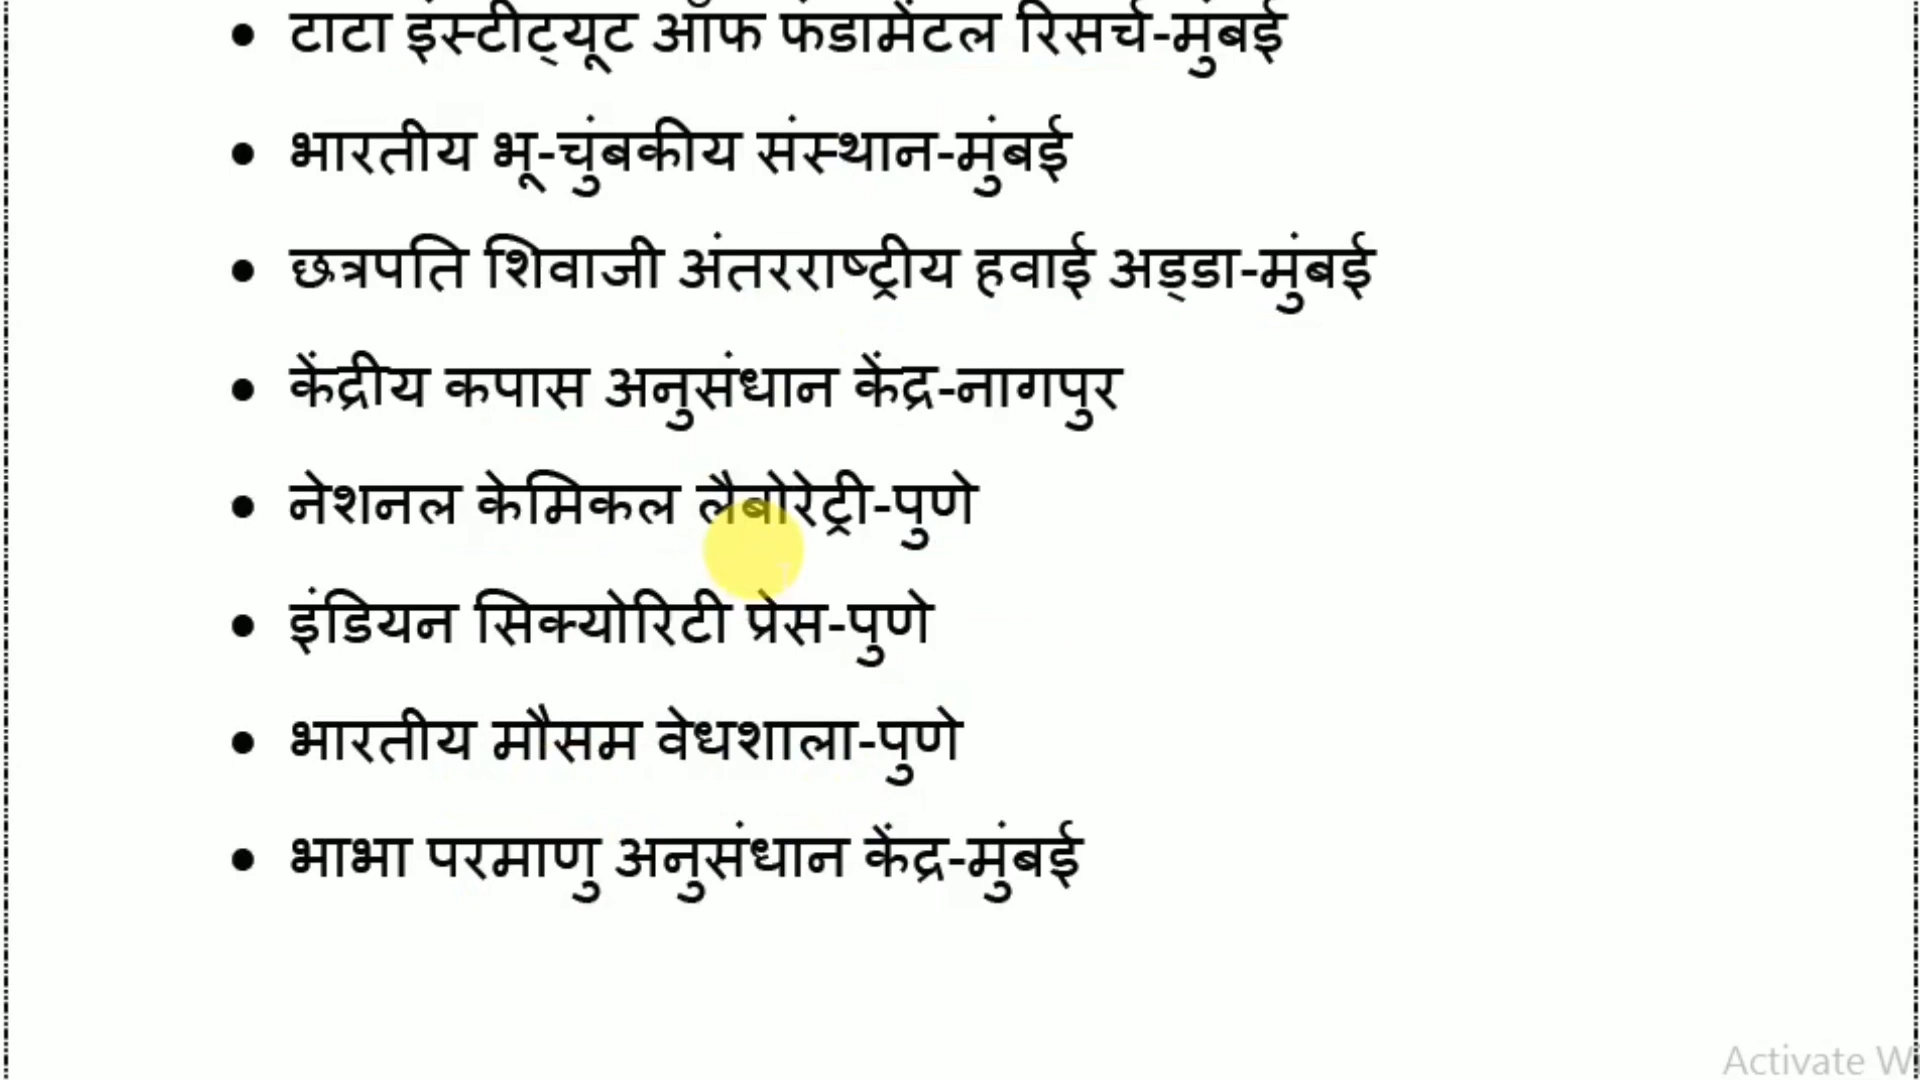 • टाटा इंस्टीट्यूट ऑफ फंडामेंटल रिसर्च-मुंबई
• भारतीय भू-चुंबकीय संस्थान-मुंबई
• छत्रपति शिवाजी अंतरराष्ट्रीय हवाई अड्डा-मुंबई
• केंद्रीय कपास अनुसंधान केंद्र-नागपुर
• नेशनल केमिकल लैबोरेट्री-पुणे
• इंडियन सिक्योरिटी प्रेस-पुणे
• भारतीय मौसम वेधशाला-पुणे
• भाभा परमाणु अनुसंधान केंद्र-मुंबई
Activate W